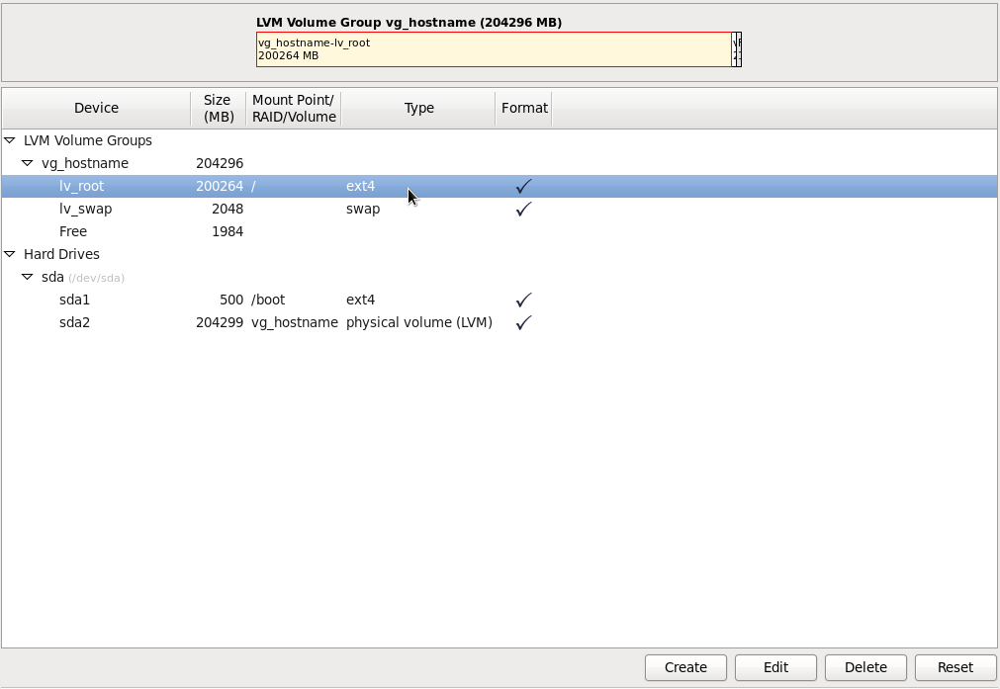 LVM Volume Group vg_hostname (204296 MB)
vg_hostname-lv_root
200264 MB
Device Size (MB) Mount Point/ RAID/Volume Type Format
LVM Volume Groups
vg_hostname 204296
lv_root 200264 / ext4
lv_swap 2048 swap
Free 1984
Hard Drives
sda (/dev/sda)
sda1 500 /boot ext4
sda2 204299 vg_hostname physical volume (LVM)
Create Edit Delete Reset